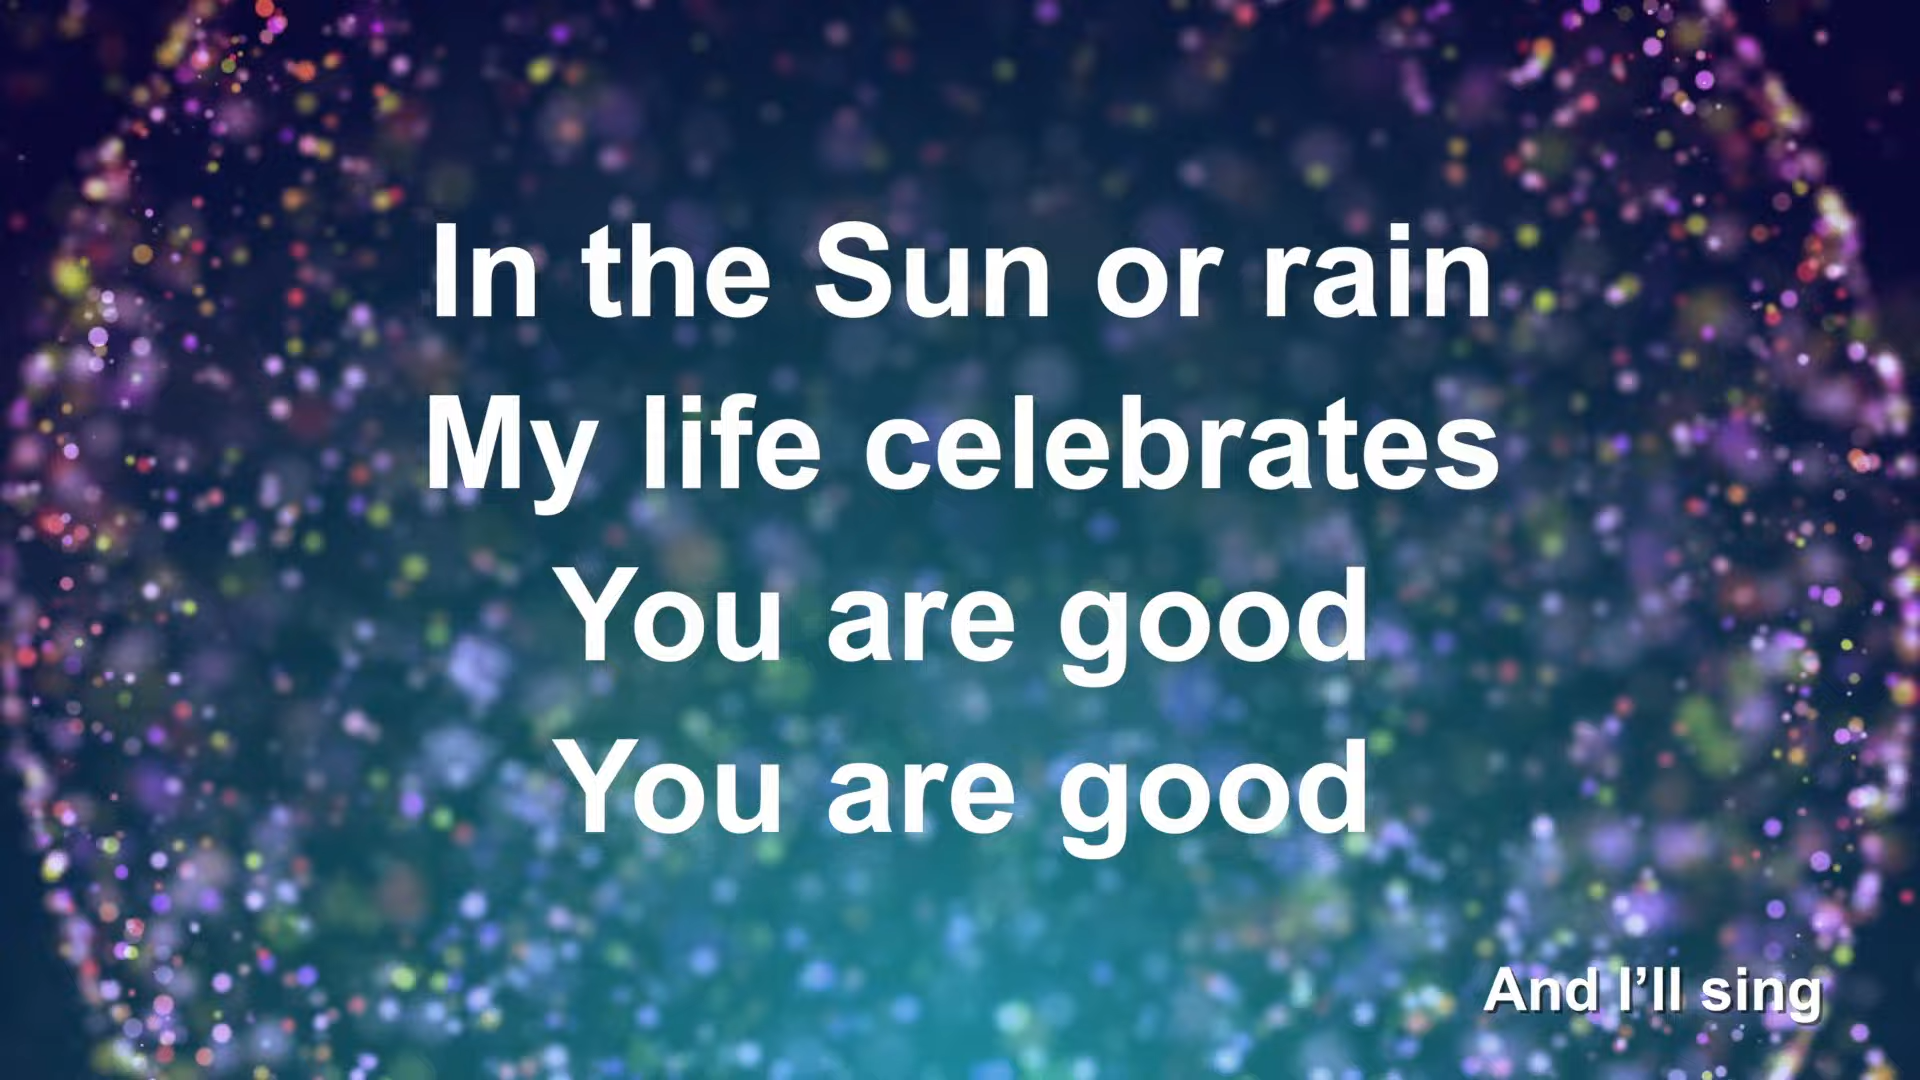 In the Sun or rain
My life celebrates
You are good
You are good
And I’ll sing